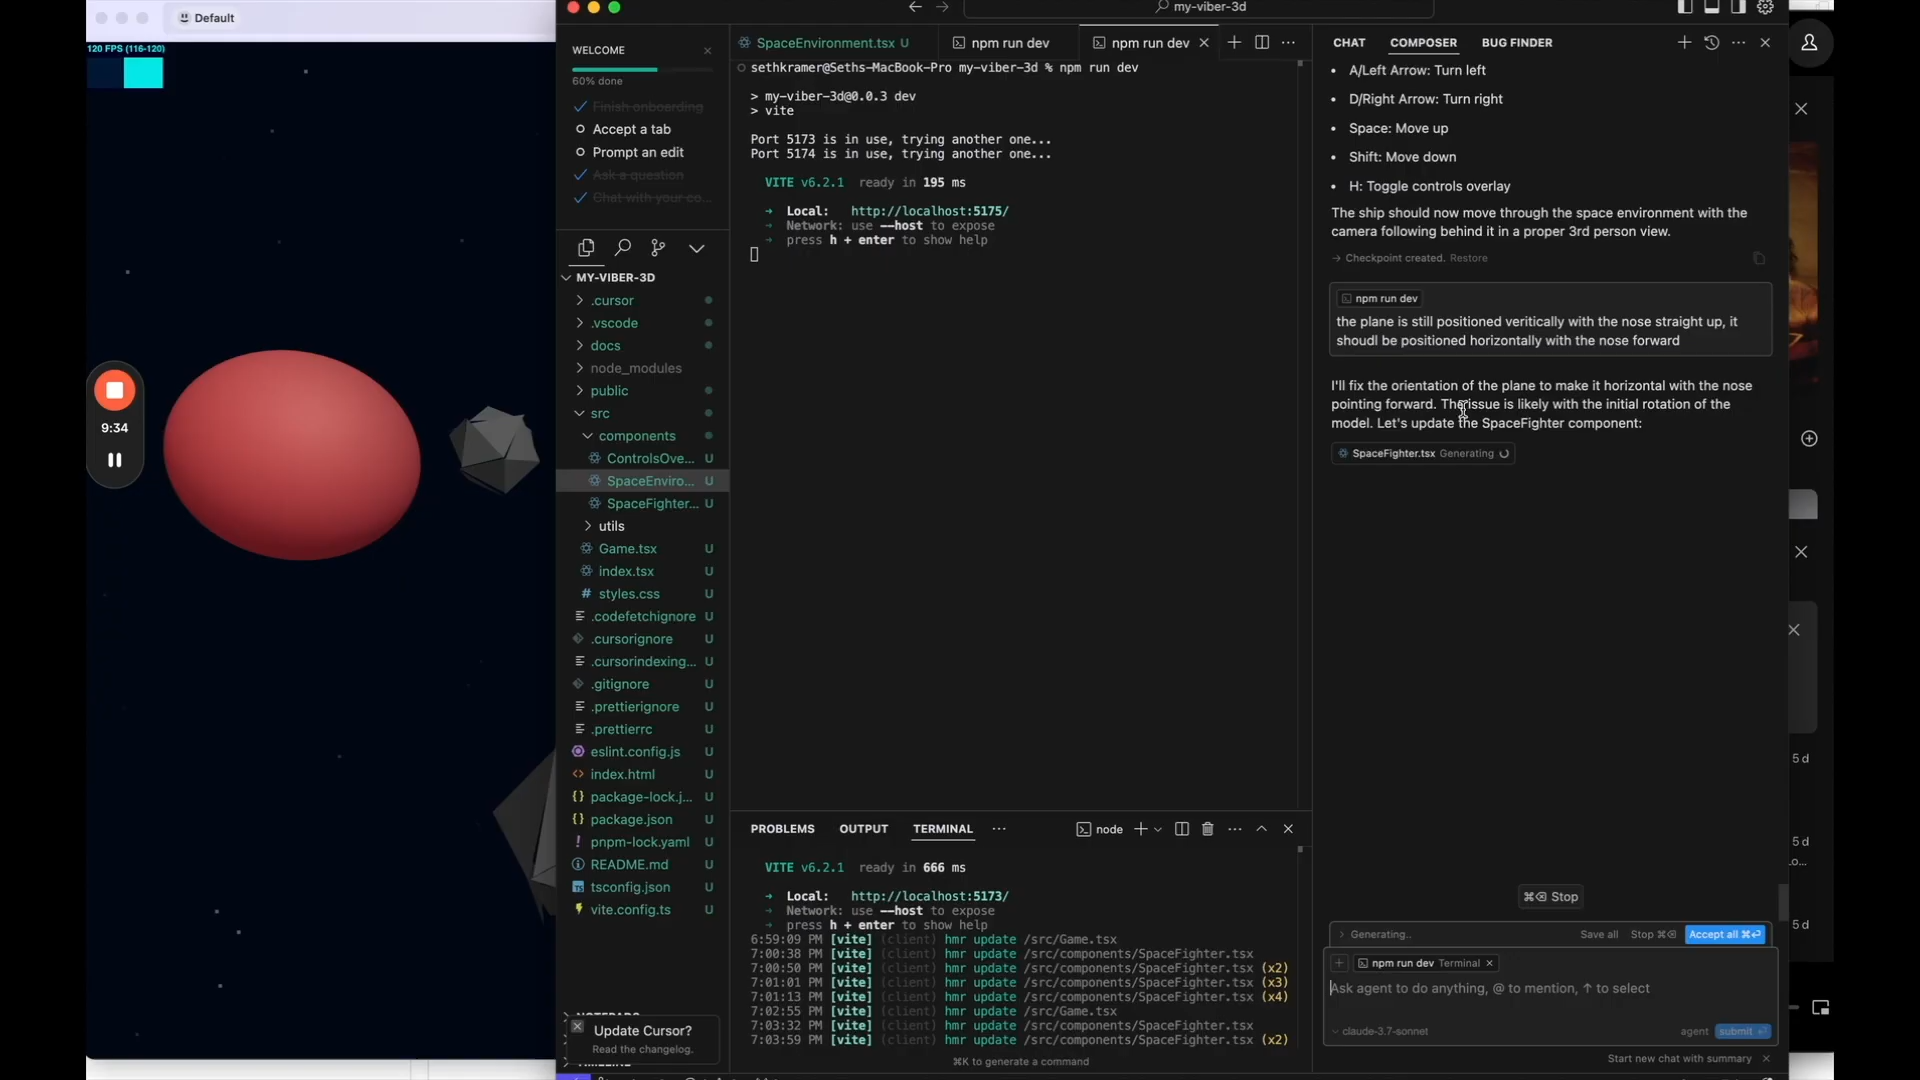 Default
120 FPS (116-120)
9:34
my-viber-3d
WELCOME
60% done
Finish onboarding
Accept a tab
Prompt an edit
Ask a question
Chat with your co...
MY-VIBER-3D
.cursor
.vscode
docs
node_modules
public
src
components
ControlsOve... U
SpaceEnviro... U
SpaceFighter... U
utils
Game.tsx U
index.tsx U
# styles.css U
.codefetchignore U
.cursorignore U
.cursorindexing... U
.gitignore U
.prettierignore U
.prettierrc U
eslint.config.js U
<> index.html U
{} package-lock.j... U
{} package.json U
! pnpm-lock.yaml U
README.md U
tsconfig.json U
vite.config.ts U
Update Cursor?
Read the changelog.
SpaceEnvironment.tsx U
npm run dev
npm run dev
sethkramer@Seths-MacBook-Pro my-viber-3d % npm run dev
> my-viber-3d@0.0.3 dev
> vite
Port 5173 is in use, trying another one...
Port 5174 is in use, trying another one...
VITE v6.2.1 ready in 195 ms
➜ Local: http://localhost:5175/
➜ Network: use --host to expose
➜ press h + enter to show help
PROBLEMS OUTPUT TERMINAL ...
node
VITE v6.2.1 ready in 666 ms
➜ Local: http://localhost:5173/
➜ Network: use --host to expose
➜ press h + enter to show help
6:59:09 PM [vite] (client) hmr update /src/Game.tsx
7:00:38 PM [vite] (client) hmr update /src/components/SpaceFighter.tsx
7:00:50 PM [vite] (client) hmr update /src/components/SpaceFighter.tsx (x2)
7:01:01 PM [vite] (client) hmr update /src/components/SpaceFighter.tsx (x3)
7:01:13 PM [vite] (client) hmr update /src/components/SpaceFighter.tsx (x4)
7:02:55 PM [vite] (client) hmr update /src/Game.tsx
7:03:32 PM [vite] (client) hmr update /src/components/SpaceFighter.tsx
7:03:59 PM [vite] (client) hmr update /src/components/SpaceFighter.tsx (x2)
⌘K to generate a command
CHAT COMPOSER BUG FINDER
• A/Left Arrow: Turn left
• D/Right Arrow: Turn right
• Space: Move up
• Shift: Move down
• H: Toggle controls overlay
The ship should now move through the space environment with the
camera following behind it in a proper 3rd person view.
→ Checkpoint created. Restore
npm run dev
the plane is still positioned veritically with the nose straight up, it
shoudl be positioned horizontally with the nose forward
I'll fix the orientation of the plane to make it horizontal with the nose
pointing forward. The issue is likely with the initial rotation of the
model. Let's update the SpaceFighter component:
SpaceFighter.tsx Generating
⌘⌫ Stop
Generating.. Save all Stop ⌘⌫ Accept all ⌘⏎
npm run dev Terminal
Ask agent to do anything, @ to mention, ↑ to select
claude-3.7-sonnet agent submit
Start new chat with summary
5 d
5 d
5 d